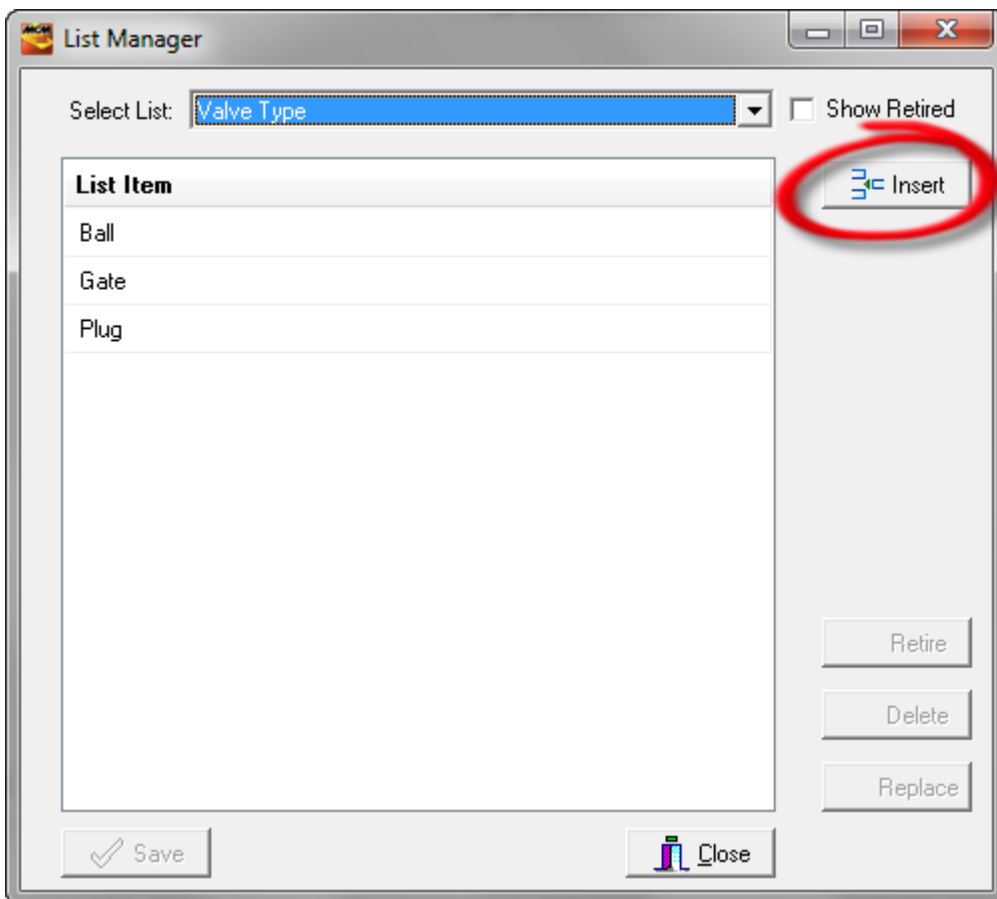 MCM List Manager
Select List: Valve Type Show Retired
List Item Insert
Ball
Gate
Plug
Retire
Delete
Replace
Save Close